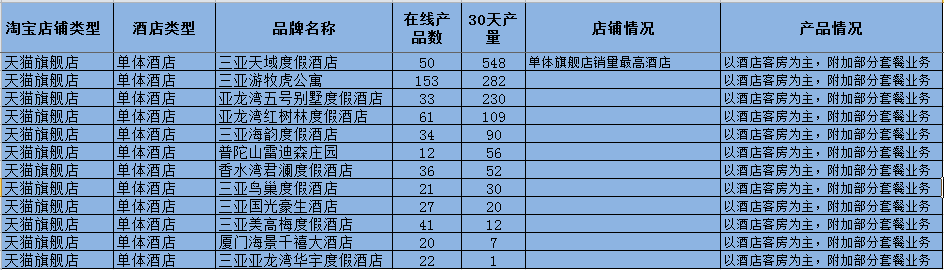 淘宝店铺类型 酒店类型 品牌名称 在线产品数 30天产量 店铺情况 产品情况
天猫旗舰店 单体酒店 三亚天域度假酒店 50 548 单体旗舰店销量最高酒店 以酒店客房为主，附加部分套餐业务
天猫旗舰店 单体酒店 三亚游牧虎公寓 153 282 以酒店客房为主，附加部分套餐业务
天猫旗舰店 单体酒店 亚龙湾五号别墅度假酒店 33 230 以酒店客房为主，附加部分套餐业务
天猫旗舰店 单体酒店 亚龙湾红树林度假酒店 61 109 以酒店客房为主，附加部分套餐业务
天猫旗舰店 单体酒店 三亚海韵度假酒店 34 90 以酒店客房为主，附加部分套餐业务
天猫旗舰店 单体酒店 普陀山雷迪森庄园 12 56 以酒店客房为主，附加部分套餐业务
天猫旗舰店 单体酒店 香水湾君澜度假酒店 36 52 以酒店客房为主，附加部分套餐业务
天猫旗舰店 单体酒店 三亚鸟巢度假酒店 21 30 以酒店客房为主，附加部分套餐业务
天猫旗舰店 单体酒店 三亚国光豪生酒店 27 20 以酒店客房为主，附加部分套餐业务
天猫旗舰店 单体酒店 三亚美高梅度假酒店 41 12 以酒店客房为主，附加部分套餐业务
天猫旗舰店 单体酒店 厦门海景千禧大酒店 20 7 以酒店客房为主，附加部分套餐业务
天猫旗舰店 单体酒店 三亚亚龙湾华宇度假酒店 22 1 以酒店客房为主，附加部分套餐业务